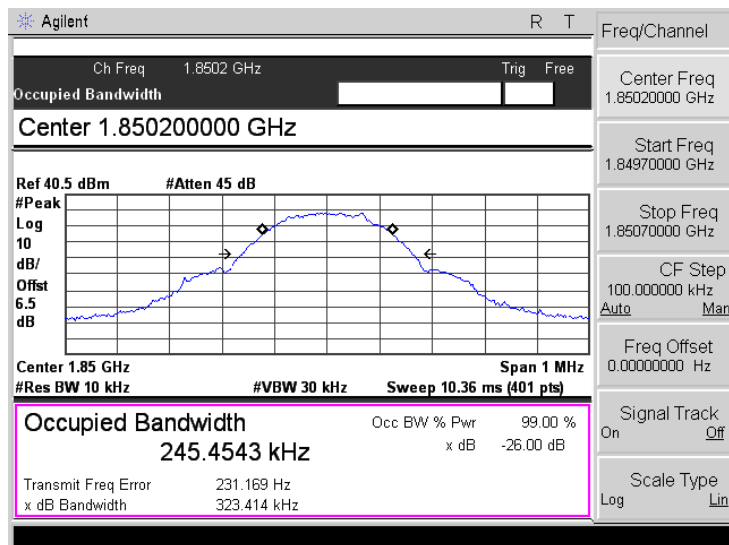 Agilent R T
Ch Freq 1.8502 GHz Trig Free
Occupied Bandwidth
Center 1.850200000 GHz
Ref 40.5 dBm #Atten 45 dB
#Peak
Log
10
dB/
Offst
6.5
dB
Center 1.85 GHz Span 1 MHz
#Res BW 10 kHz #VBW 30 kHz Sweep 10.36 ms (401 pts)
Occupied Bandwidth Occ BW % Pwr 99.00 %
245.4543 kHz x dB -26.00 dB
Transmit Freq Error 231.169 Hz
x dB Bandwidth 323.414 kHz
Freq/Channel
Center Freq
1.85020000 GHz
Start Freq
1.84970000 GHz
Stop Freq
1.85070000 GHz
CF Step
100.000000 kHz
Auto Man
Freq Offset
0.00000000 Hz
Signal Track
On Off
Scale Type
Log Lin